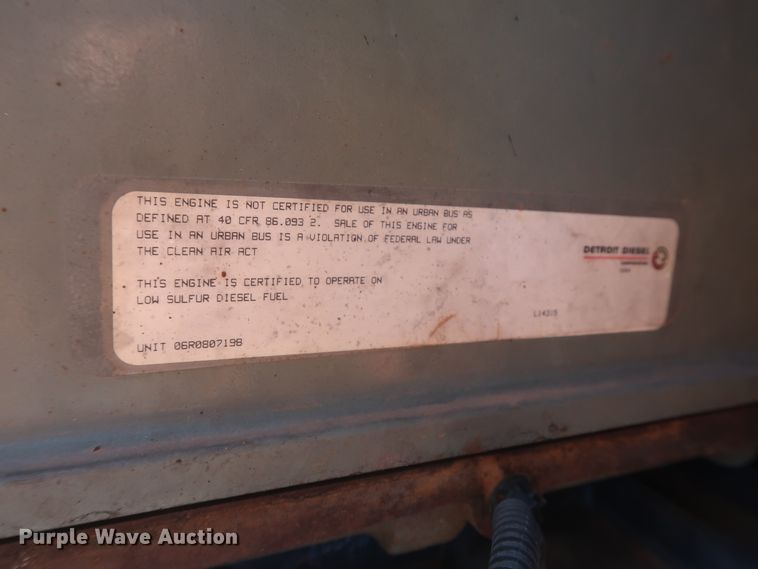 THIS ENGINE IS NOT CERTIFIED FOR USE IN AN URBAN BUS AS
DEFINED AT 40 CFR 86.093 2. SALE OF THIS ENGINE FOR
USE IN AN URBAN BUS IS A VIOLATION OF FEDERAL LAW UNDER
THE CLEAN AIR ACT
DETROIT DIESEL
CORPORATION
THIS ENGINE IS CERTIFIED TO OPERATE ON
LOW SULFUR DIESEL FUEL
UNIT 06R0807198
Purple Wave Auction